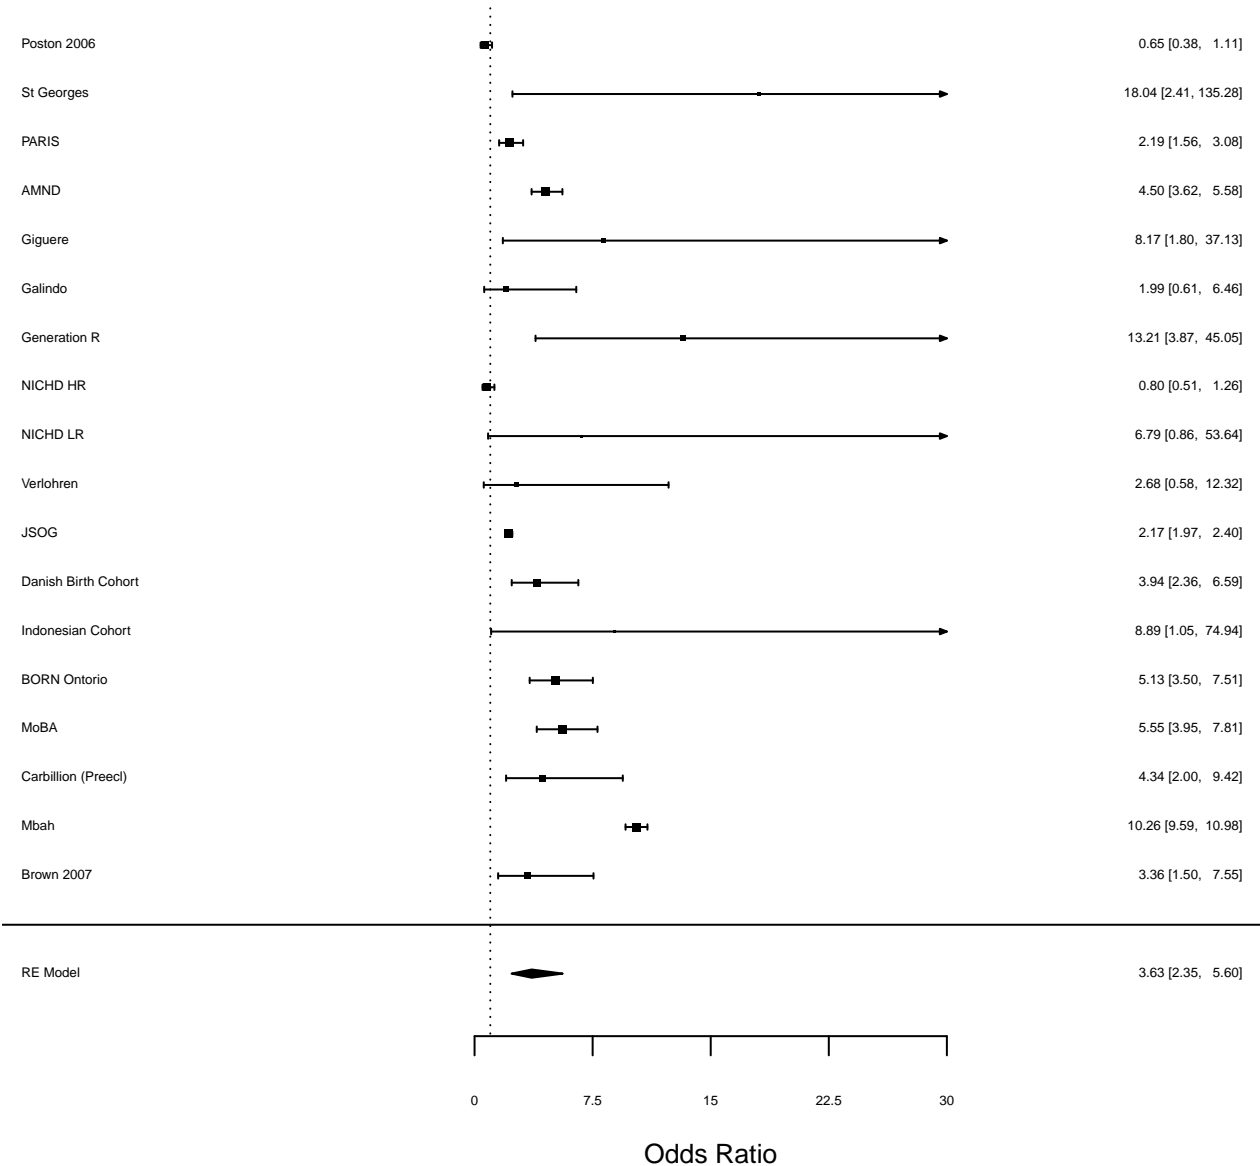 Poston 2006 0.65 [0.38, 1.11]
St Georges 18.04 [2.41, 135.28]
PARIS 2.19 [1.56, 3.08]
AMND 4.50 [3.62, 5.58]
Giguere 8.17 [1.80, 37.13]
Galindo 1.99 [0.61, 6.46]
Generation R 13.21 [3.87, 45.05]
NICHD HR 0.80 [0.51, 1.26]
NICHD LR 6.79 [0.86, 53.64]
Verlohren 2.68 [0.58, 12.32]
JSOG 2.17 [1.97, 2.40]
Danish Birth Cohort 3.94 [2.36, 6.59]
Indonesian Cohort 8.89 [1.05, 74.94]
BORN Ontorio 5.13 [3.50, 7.51]
MoBA 5.55 [3.95, 7.81]
Carbillion (Preecl) 4.34 [2.00, 9.42]
Mbah 10.26 [9.59, 10.98]
Brown 2007 3.36 [1.50, 7.55]
RE Model 3.63 [2.35, 5.60]
0 7.5 15 22.5 30
Odds Ratio